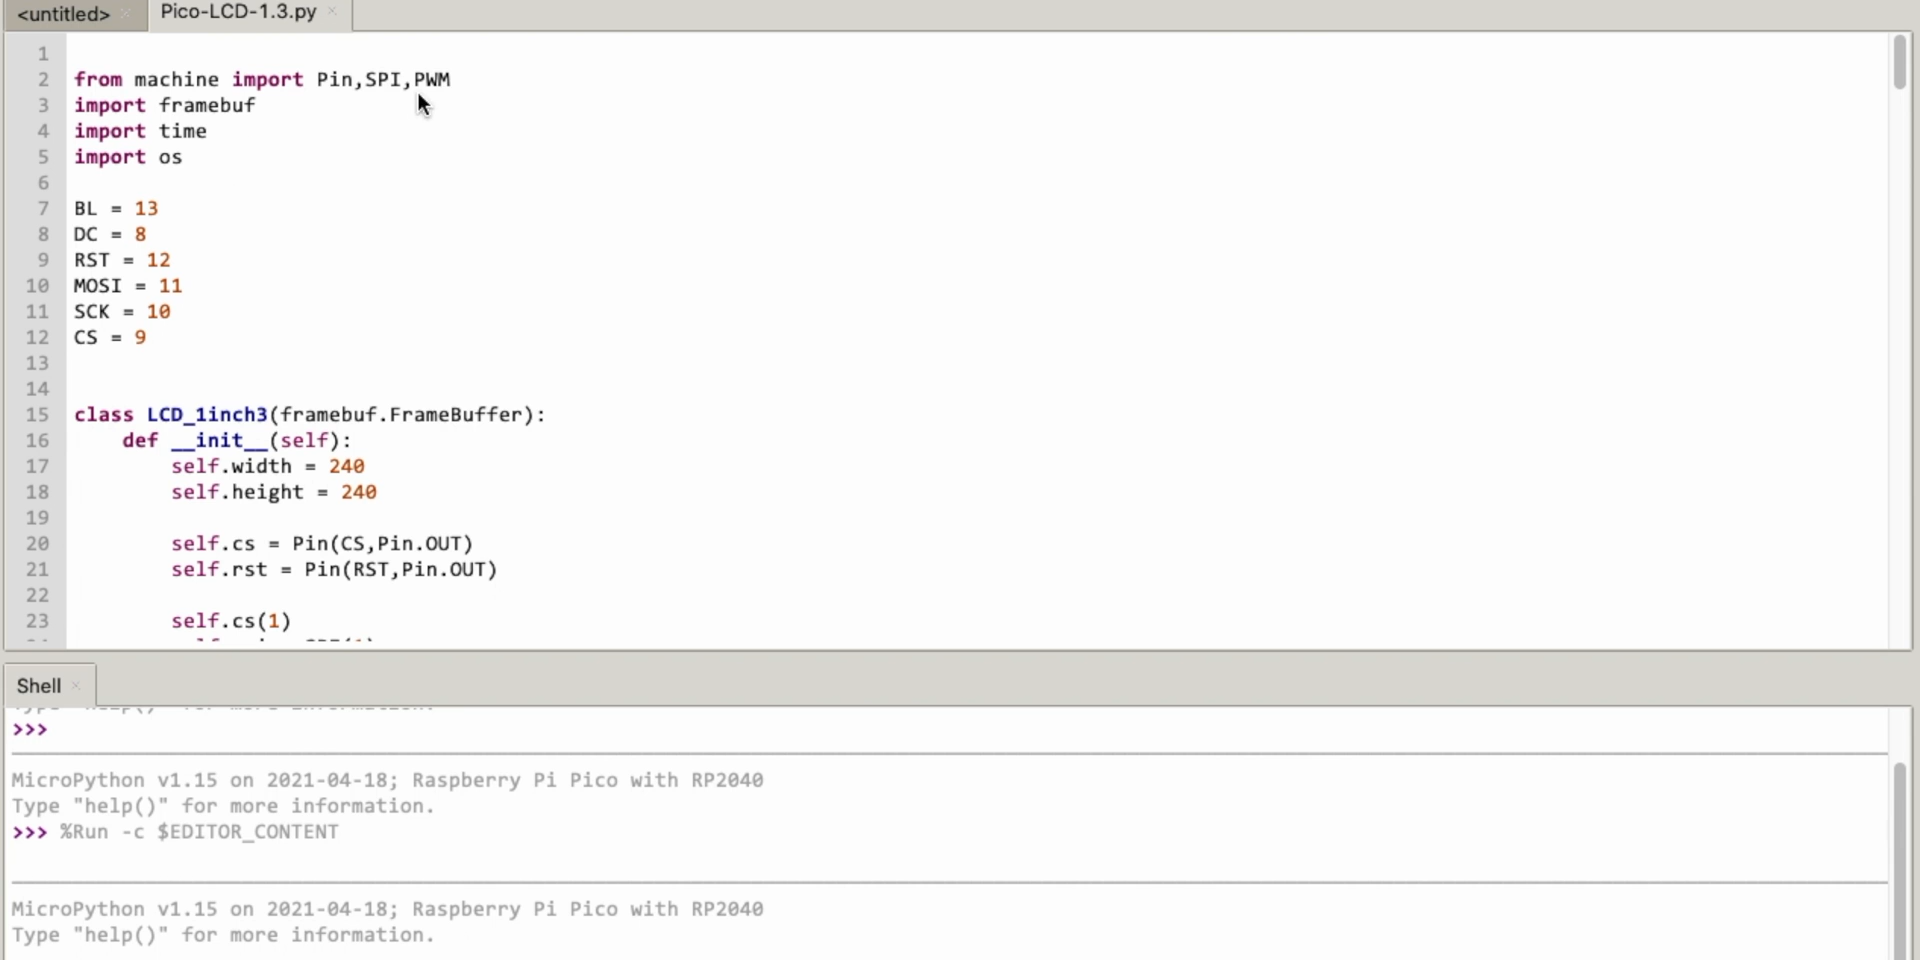 <untitled>
Pico-LCD-1.3.py
1
2 from machine import Pin,SPI,PWM
3 import framebuf
4 import time
5 import os
6
7 BL = 13
8 DC = 8
9 RST = 12
10 MOSI = 11
11 SCK = 10
12 CS = 9
13
14
15 class LCD_1inch3(framebuf.FrameBuffer):
16     def __init__(self):
17         self.width = 240
18         self.height = 240
19
20         self.cs = Pin(CS,Pin.OUT)
21         self.rst = Pin(RST,Pin.OUT)
22
23         self.cs(1)
Shell
Type "help()" for more information.
>>>
MicroPython v1.15 on 2021-04-18; Raspberry Pi Pico with RP2040
Type "help()" for more information.
>>> %Run -c $EDITOR_CONTENT
MicroPython v1.15 on 2021-04-18; Raspberry Pi Pico with RP2040
Type "help()" for more information.